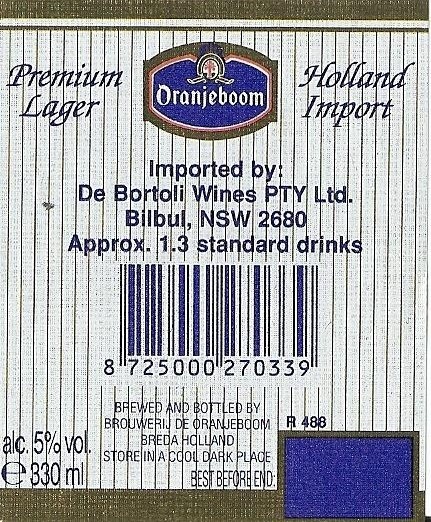 Premium Lager
Oranjeboom
Holland Import
Imported by:
De Bortoli Wines PTY Ltd.
Bilbul, NSW 2680
Approx. 1.3 standard drinks
8 725000 270339
BREWED AND BOTTLED BY
BROUWERIJ DE ORANJEBOOM
BREDA HOLLAND
STORE IN A COOL DARK PLACE
BEST BEFORE END:
R 488
alc. 5% vol.
℮ 330 ml